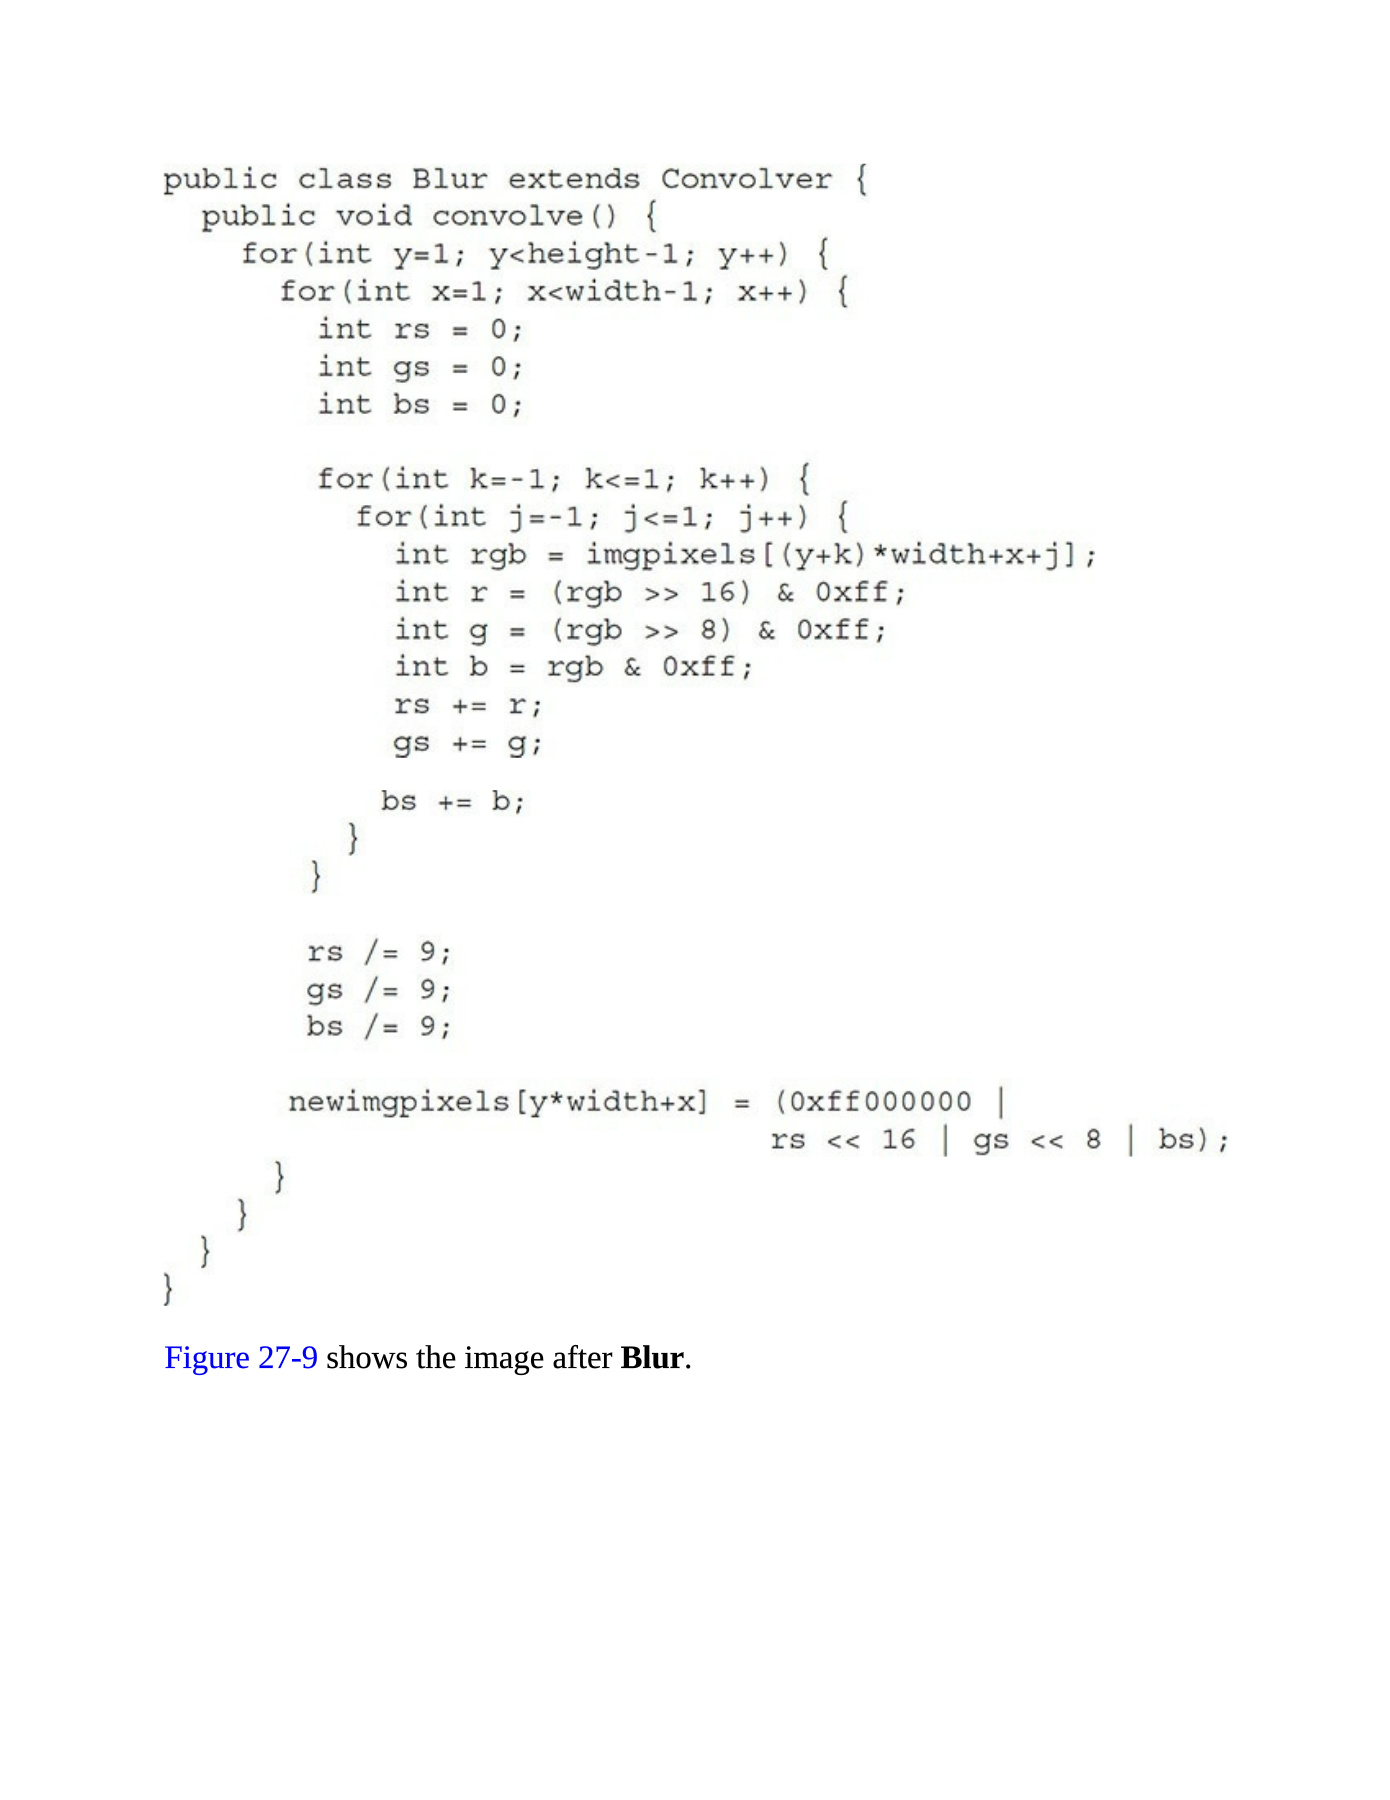 public class Blur extends Convolver {
  public void convolve() {
    for(int y=1; y<height-1; y++) {
      for(int x=1; x<width-1; x++) {
        int rs = 0;
        int gs = 0;
        int bs = 0;

        for(int k=-1; k<=1; k++) {
          for(int j=-1; j<=1; j++) {
            int rgb = imgpixels[(y+k)*width+x+j];
            int r = (rgb >> 16) & 0xff;
            int g = (rgb >> 8) & 0xff;
            int b = rgb & 0xff;
            rs += r;
            gs += g;
            bs += b;
          }
        }

        rs /= 9;
        gs /= 9;
        bs /= 9;

       newimgpixels[y*width+x] = (0xff000000 |
                                 rs << 16 | gs << 8 | bs);
      }
    }
  }
}
Figure 27-9 shows the image after Blur.